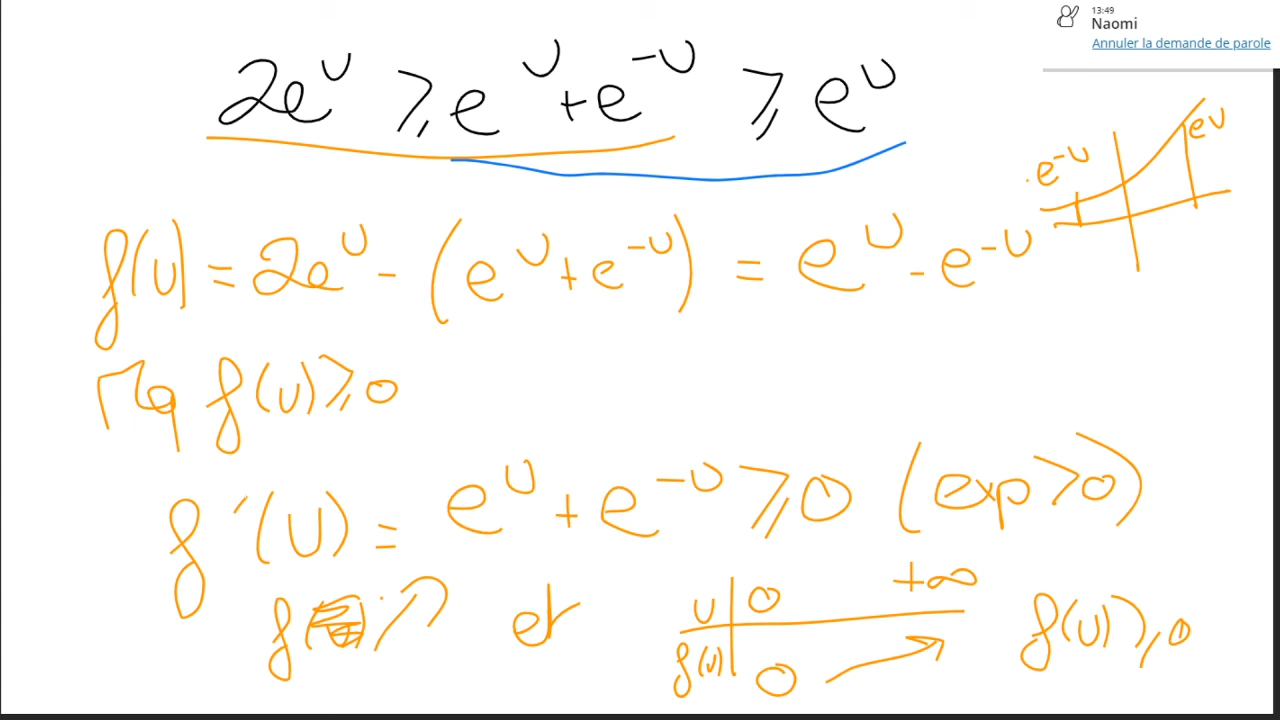 13:49
Naomi
Annuler la demande de parole
2e^U ⩾ e^U + e^-U ⩾ e^U
e^-U
e^U
f(U) = 2e^U - (e^U + e^-U) = e^U - e^-U
Mq f(U) ⩾ 0
f'(U) = e^U + e^-U ⩾ 0 (exp > 0)
f ↗ et
U | 0 +∞
f(U) | 0 ↗
f(U) ⩾ 0